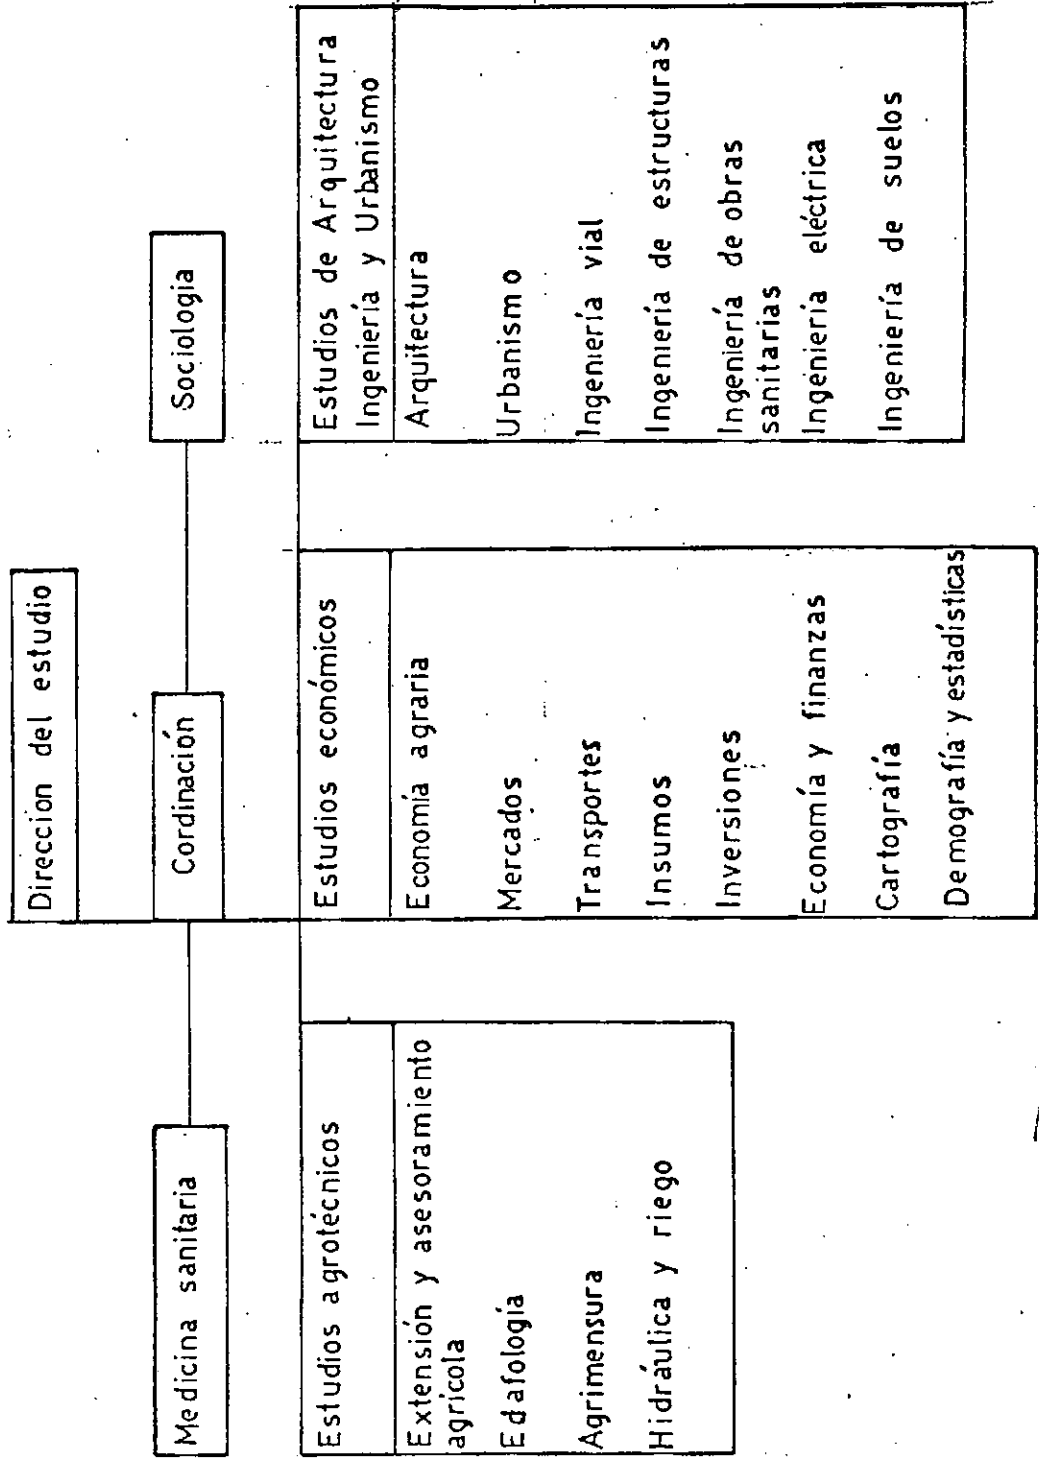 Direccion del estudio
Medicina sanitaria
Cordinación
Sociologia
Estudios agrotécnicos
Extensión y asesoramiento
agrícola
Edafología
Agrimensura
Hidráulica y riego
Estudios económicos
Economía agraria
Mercados
Transportes
Insumos
Inversiones
Economía y finanzas
Cartografía
Demografía y estadísticas
Estudios de Arquitectura
Ingeniería y Urbanismo
Arquitectura
Urbanismo
Ingeniería vial
Ingeniería de estructuras
Ingeniería de obras
sanitarias
Ingeniería eléctrica
Ingeniería de suelos